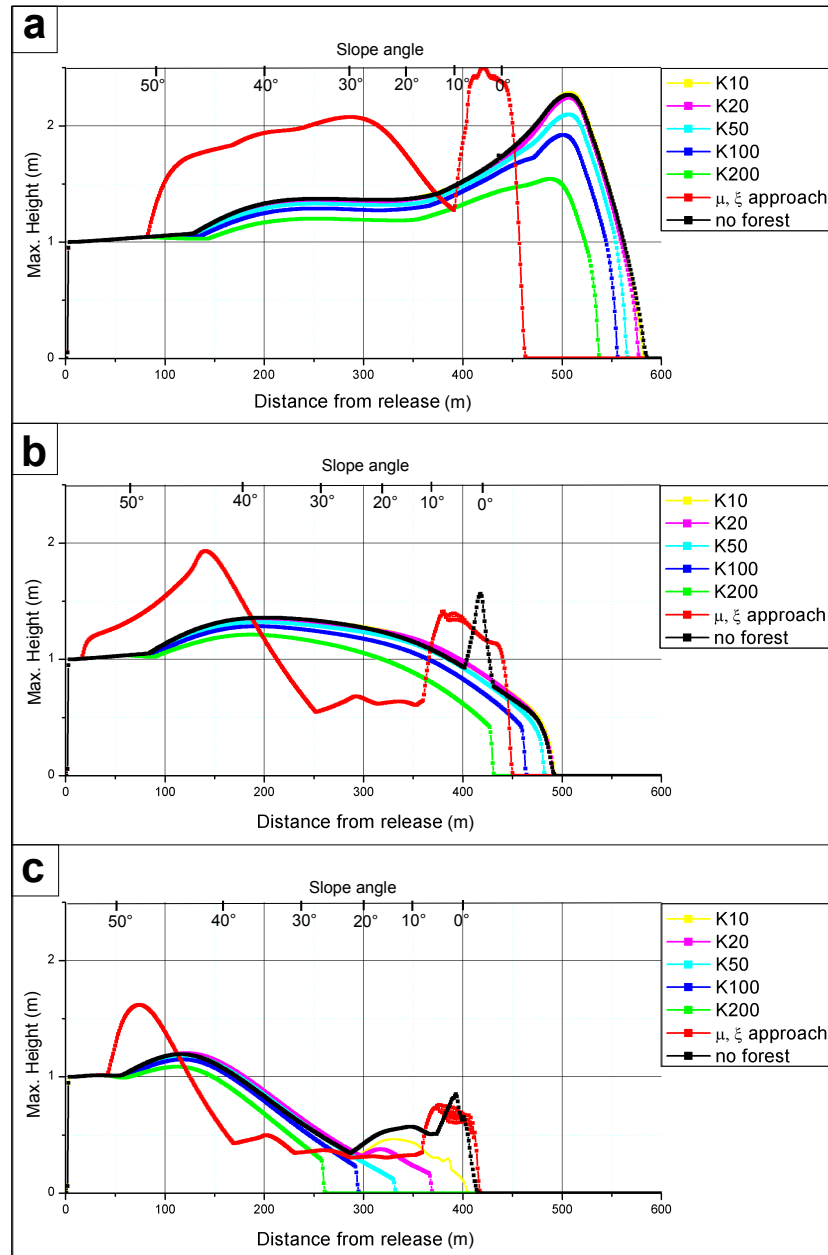 a
Slope angle
50° 40° 30° 20° 10° 0°
2
1
0
Max. Height (m)
0 100 200 300 400 500 600
Distance from release (m)
K10
K20
K50
K100
K200
μ, ξ approach
no forest
b
Slope angle
50° 40° 30° 20° 10° 0°
2
1
0
Max. Height (m)
0 100 200 300 400 500 600
Distance from release (m)
K10
K20
K50
K100
K200
μ, ξ approach
no forest
c
Slope angle
50° 40° 30° 20° 10° 0°
2
1
0
Max. Height (m)
0 100 200 300 400 500 600
Distance from release (m)
K10
K20
K50
K100
K200
μ, ξ approach
no forest